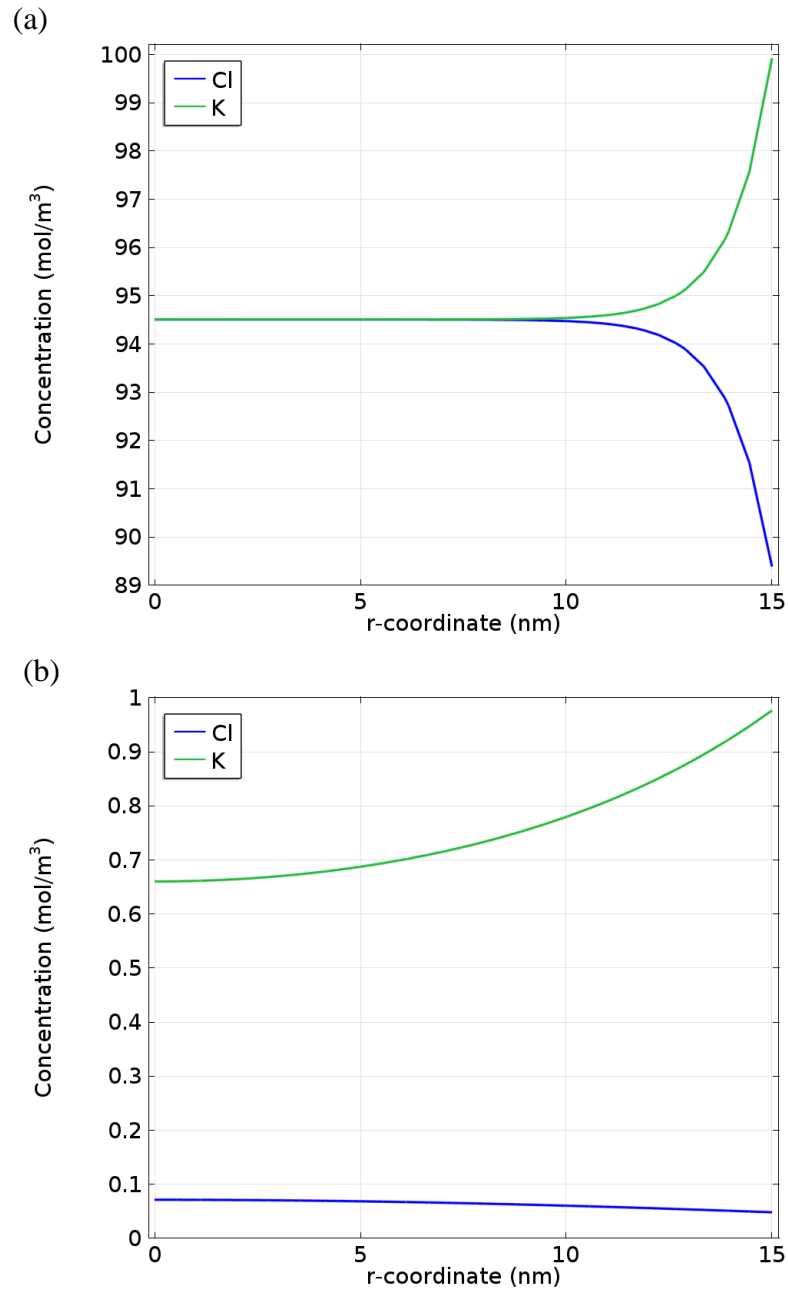 (a)
Concentration (mol/m³)
100
99
98
97
96
95
94
93
92
91
90
89
Cl
K
0 5 10 15
r-coordinate (nm)
(b)
Concentration (mol/m³)
1
0.9
0.8
0.7
0.6
0.5
0.4
0.3
0.2
0.1
0
Cl
K
0 5 10 15
r-coordinate (nm)